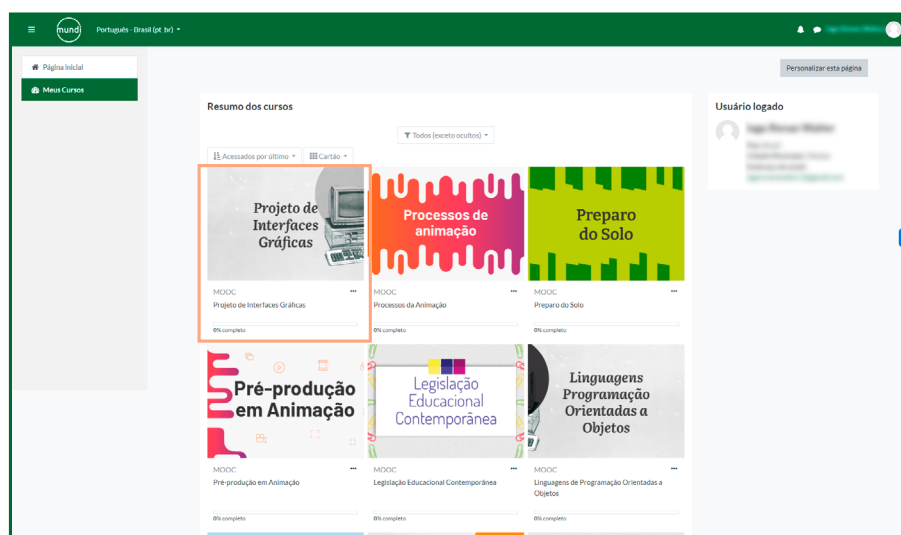 mundi
Português - Brasil (pt_br)
Página inicial
Meus Cursos
Personalizar esta página
Resumo dos cursos
Todos (exceto ocultos)
Acessados por último
Cartão
Usuário logado
Projeto de
Interfaces
Gráficas
MOOC
Projeto de Interfaces Gráficas
0% completo
Processos de
animação
MOOC
Processos da Animação
0% completo
Preparo
do Solo
MOOC
Preparo do Solo
0% completo
Pré-produção
em Animação
MOOC
Pré-produção em Animação
0% completo
Legislação
Educacional
Contemporânea
MOOC
Legislação Educacional Contemporânea
0% completo
Linguagens
Programação
Orientadas a
Objetos
MOOC
Linguagens de Programação Orientadas a
Objetos
0% completo